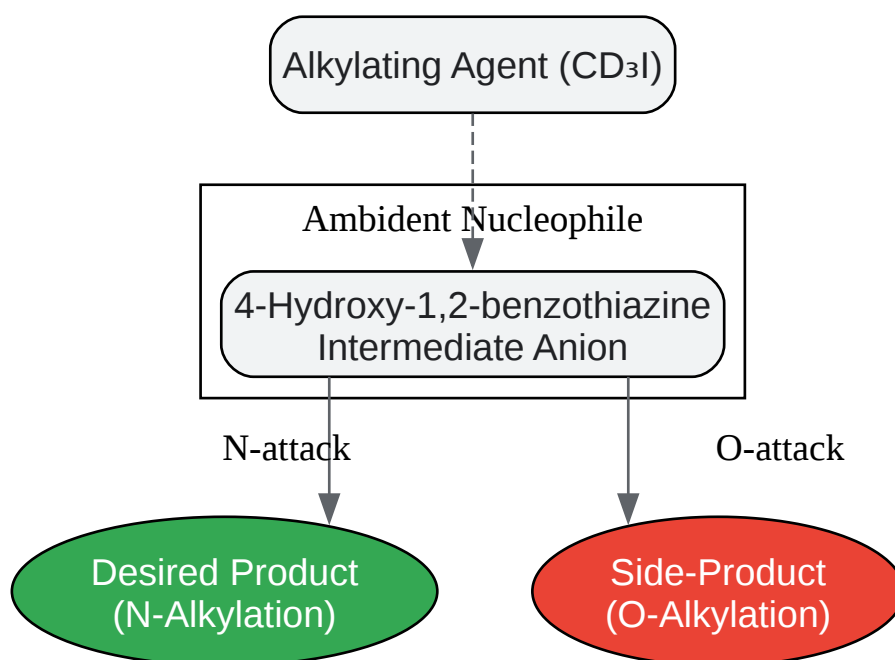 Alkylating Agent (CD₃I)
Ambident Nucleophile
4-Hydroxy-1,2-benzothiazine
Intermediate Anion
N-attack
O-attack
Desired Product
(N-Alkylation)
Side-Product
(O-Alkylation)